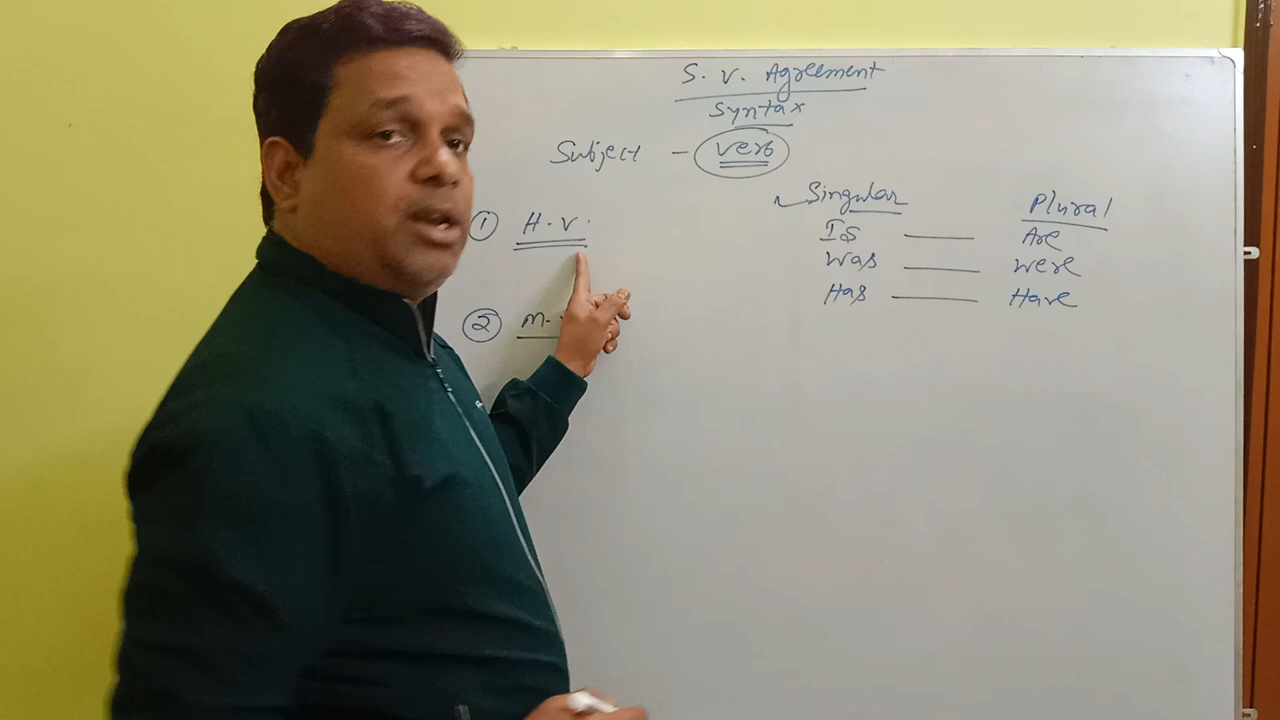 S. V. Agreement
Syntax
Subject - verb
Singular Plural
① H.V.
Is — Are
Was — Were
Has — Have
② M.